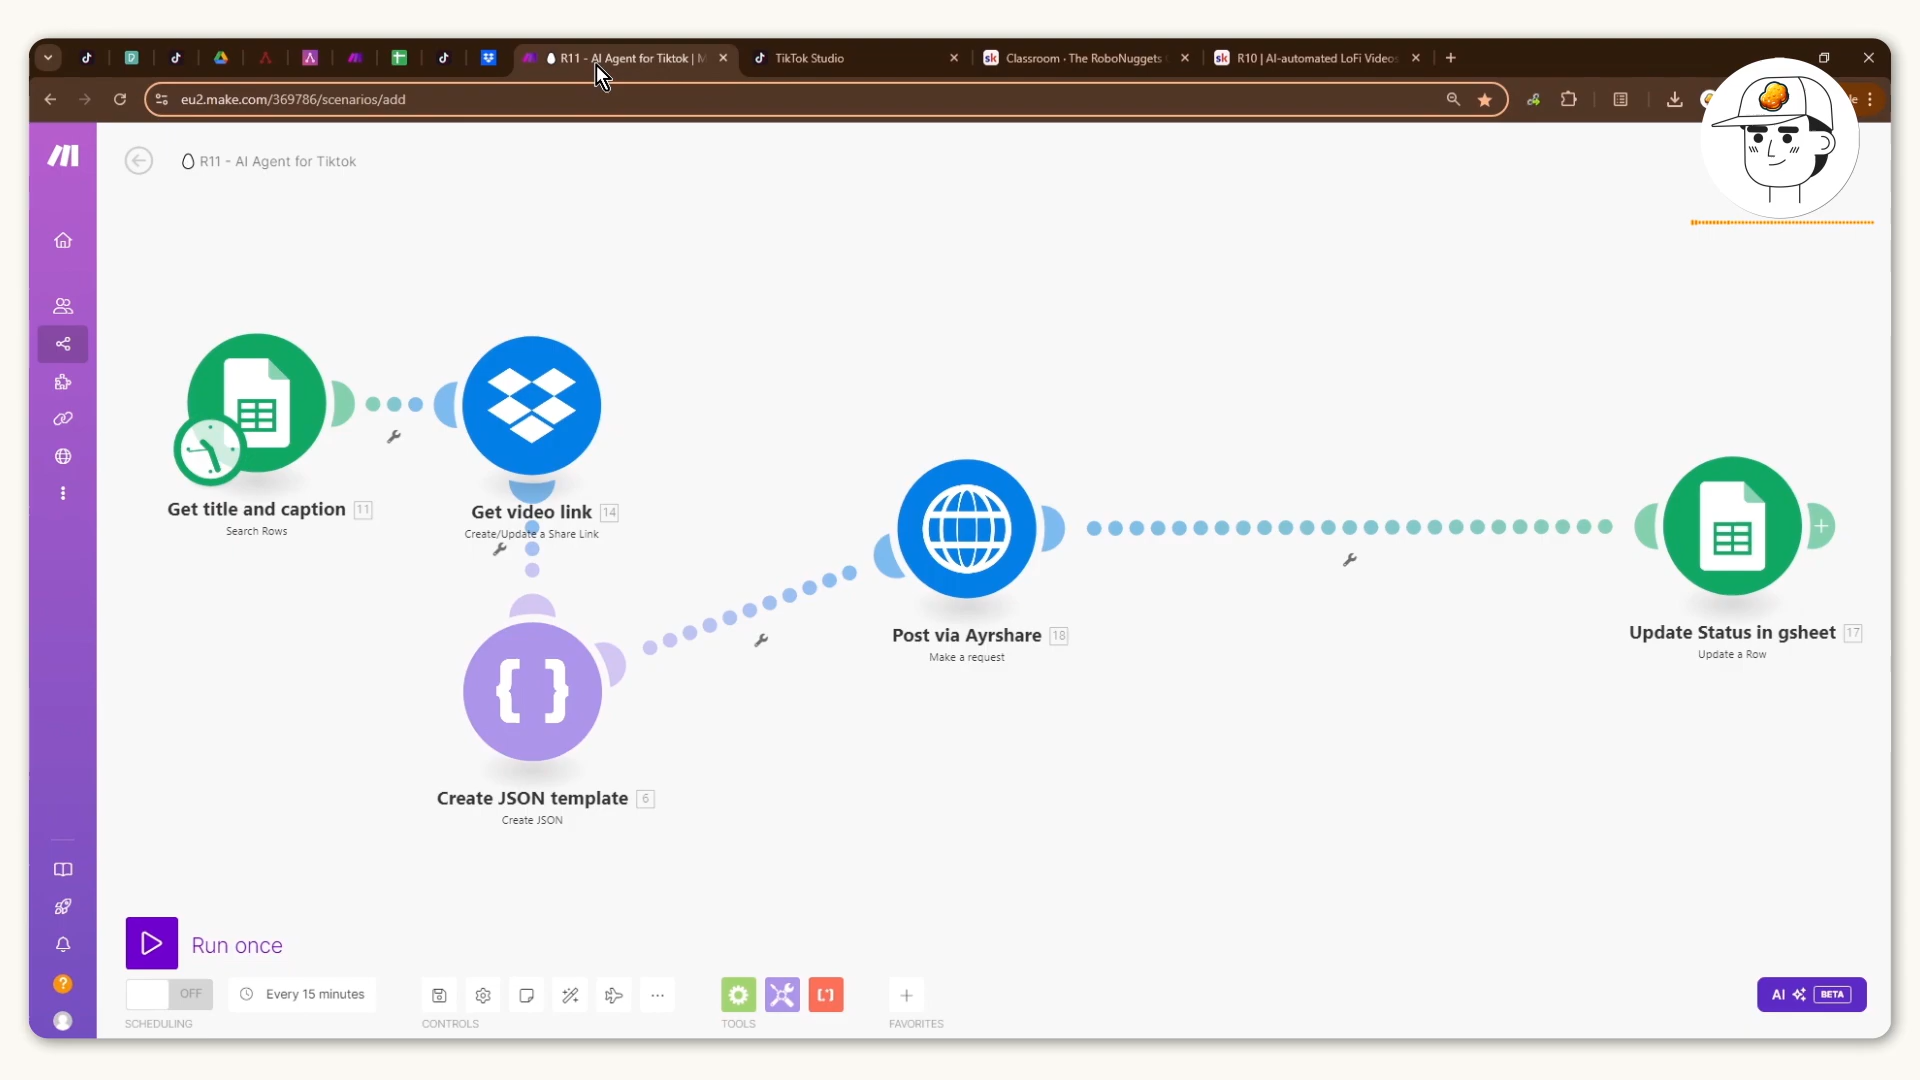 R11 - AI Agent for Tiktok | M
TikTok Studio
Classroom · The RoboNuggets
R10 | AI-automated LoFi Videos
eu2.make.com/369786/scenarios/add
R11 - AI Agent for Tiktok
Get title and caption 11
Search Rows
Get video link 14
Create/Update a Share Link
Post via Ayrshare 18
Make a request
Update Status in gsheet 17
Update a Row
Create JSON template 6
Create JSON
Run once
OFF
Every 15 minutes
AI BETA
SCHEDULING
CONTROLS
TOOLS
FAVORITES